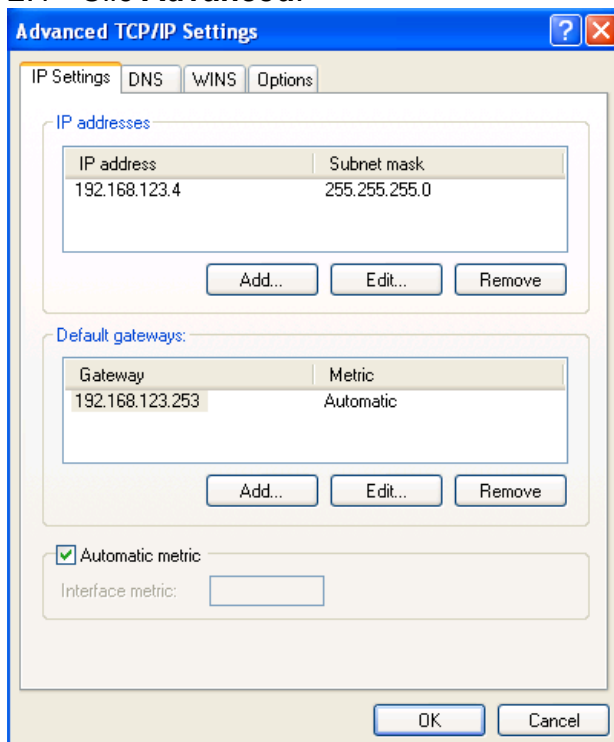 Advanced TCP/IP Settings
IP Settings DNS WINS Options
IP addresses
IP address Subnet mask
192.168.123.4 255.255.255.0
Add... Edit... Remove
Default gateways:
Gateway Metric
192.168.123.253 Automatic
Add... Edit... Remove
Automatic metric
Interface metric:
OK Cancel